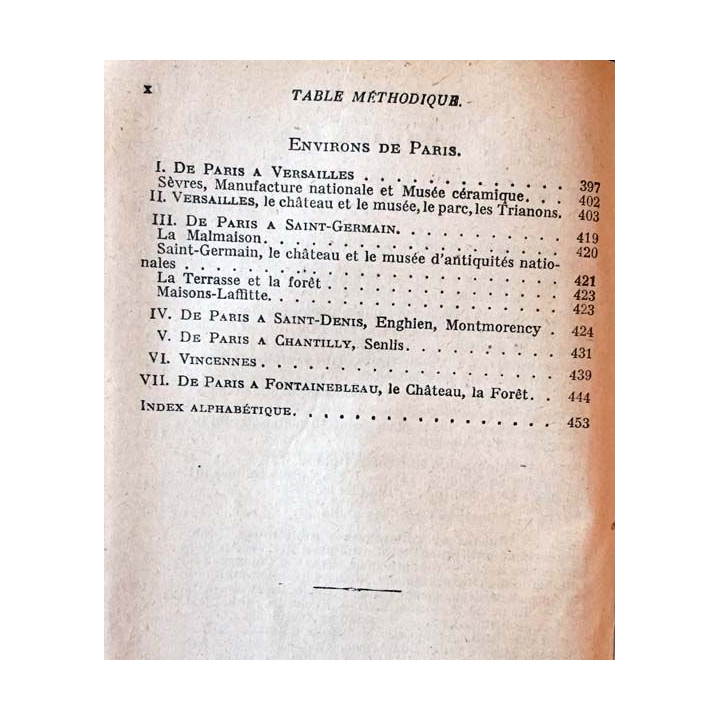 x
TABLE MÉTHODIQUE.
ENVIRONS DE PARIS.
I. DE PARIS A VERSAILLES . . . . . . . . . . . . 397
Sèvres, Manufacture nationale et Musée céramique. . . 402
II. VERSAILLES, le château et le musée, le parc, les Trianons. 403
III. DE PARIS A SAINT-GERMAIN. . . . . . . . . . . 419
La Malmaison. . . . . . . . . . . . . . . . . . 420
Saint-Germain, le château et le musée d'antiquités natio-
nales . . . . . . . . . . . . . . . . . . . . . 421
La Terrasse et la forêt . . . . . . . . . . . . . 423
Maisons-Laffitte. . . . . . . . . . . . . . . . . 423
IV. DE PARIS A SAINT-DENIS, Enghien, Montmorency . 424
V. DE PARIS A CHANTILLY, Senlis. . . . . . . . . . 431
VI. VINCENNES . . . . . . . . . . . . . . . . . . 439
VII. DE PARIS A FONTAINEBLEAU, le Château, la Forêt. . 444
INDEX ALPHABÉTIQUE. . . . . . . . . . . . . . . . 453